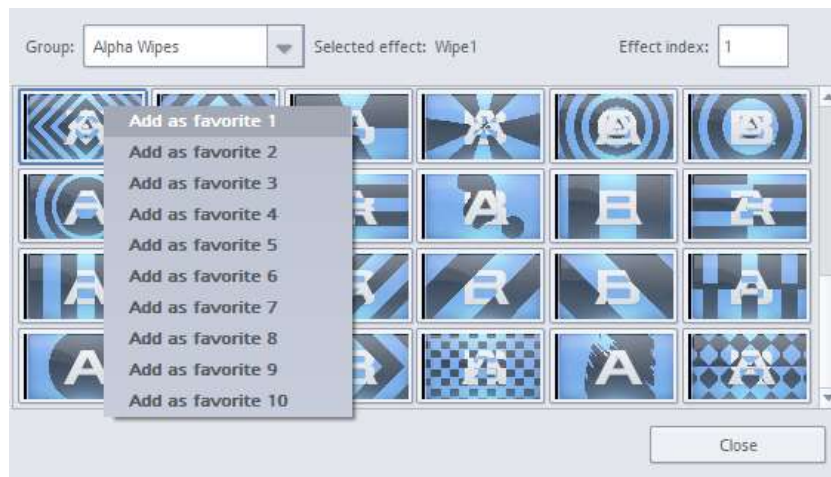 Group: Alpha Wipes Selected effect: Wipe1 Effect index: 1
Add as favorite 1
Add as favorite 2
Add as favorite 3
Add as favorite 4
Add as favorite 5
Add as favorite 6
Add as favorite 7
Add as favorite 8
Add as favorite 9
Add as favorite 10
Close